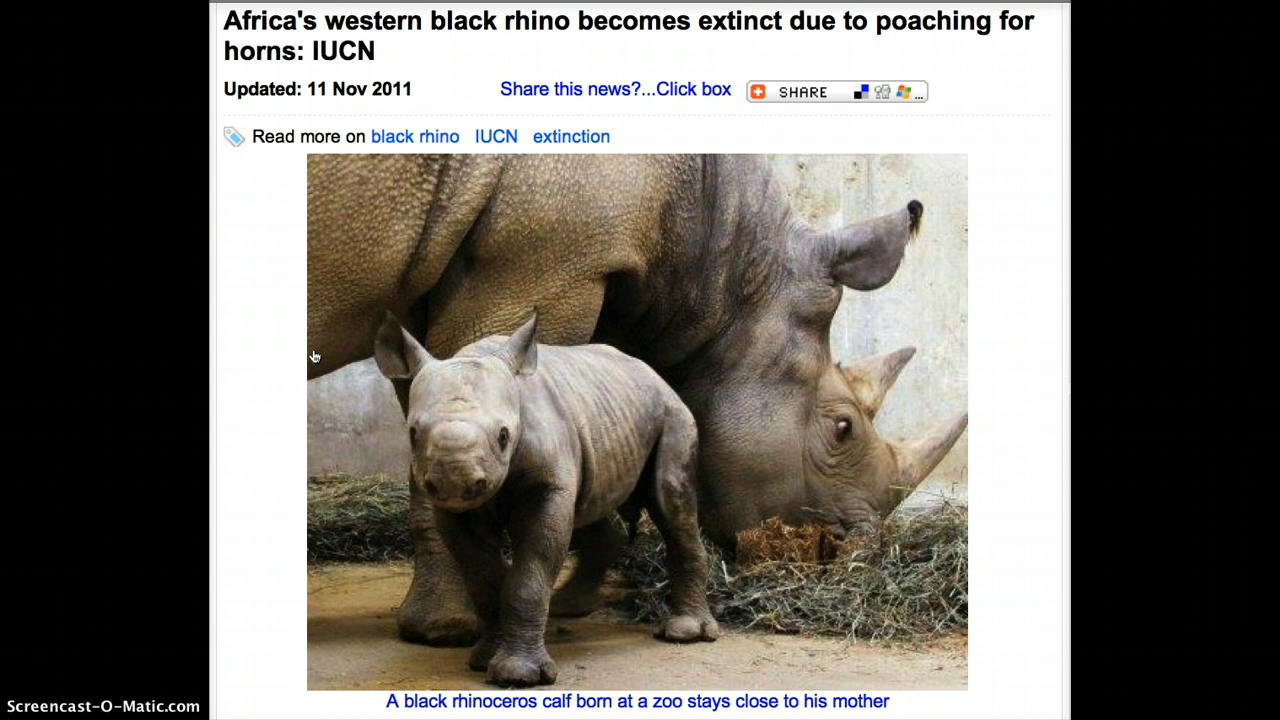 Africa's western black rhino becomes extinct due to poaching for
horns: IUCN
Updated: 11 Nov 2011 Share this news?...Click box SHARE ...
Read more on black rhino IUCN extinction
A black rhinoceros calf born at a zoo stays close to his mother
Screencast-O-Matic.com